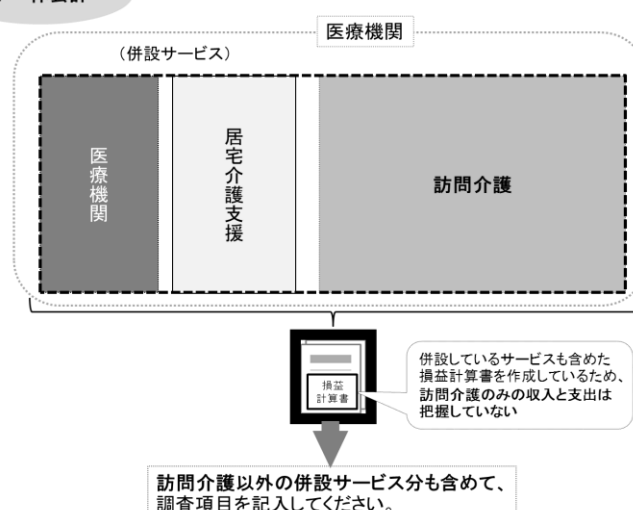 医療機関
（併設サービス）
医療機関
居宅介護支援
訪問介護
損益
計算書
併設しているサービスも含めた
損益計算書を作成しているため、
訪問介護のみの収入と支出は
把握していない
訪問介護以外の併設サービス分も含めて、
調査項目を記入してください。